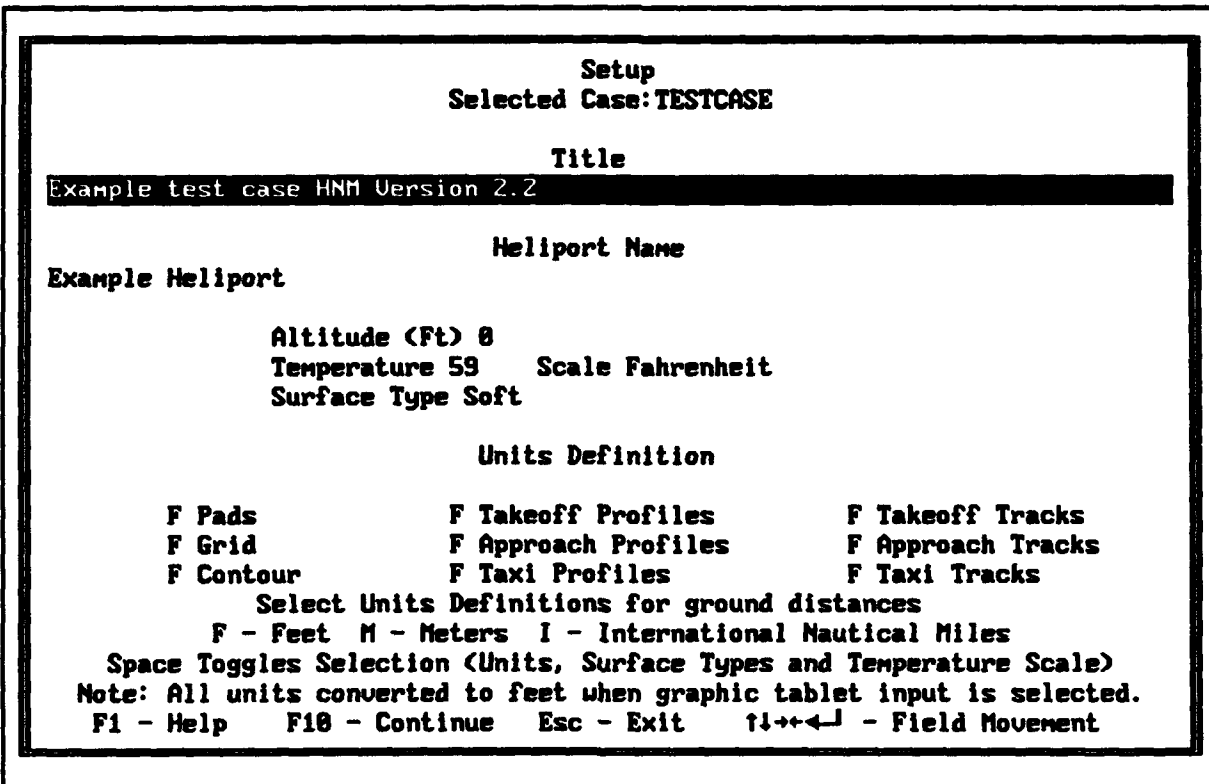 Setup
Selected Case:TESTCASE
Title
Example test case HNM Version 2.2
Heliport Name
Example Heliport
Altitude (Ft) 0
Temperature 59 Scale Fahrenheit
Surface Type Soft
Units Definition
F Pads F Takeoff Profiles F Takeoff Tracks
F Grid F Approach Profiles F Approach Tracks
F Contour F Taxi Profiles F Taxi Tracks
Select Units Definitions for ground distances
F - Feet M - Meters I - International Nautical Miles
Space Toggles Selection (Units, Surface Types and Temperature Scale)
Note: All units converted to feet when graphic tablet input is selected.
F1 - Help F10 - Continue Esc - Exit ↑↓→←◄┘ - Field Movement